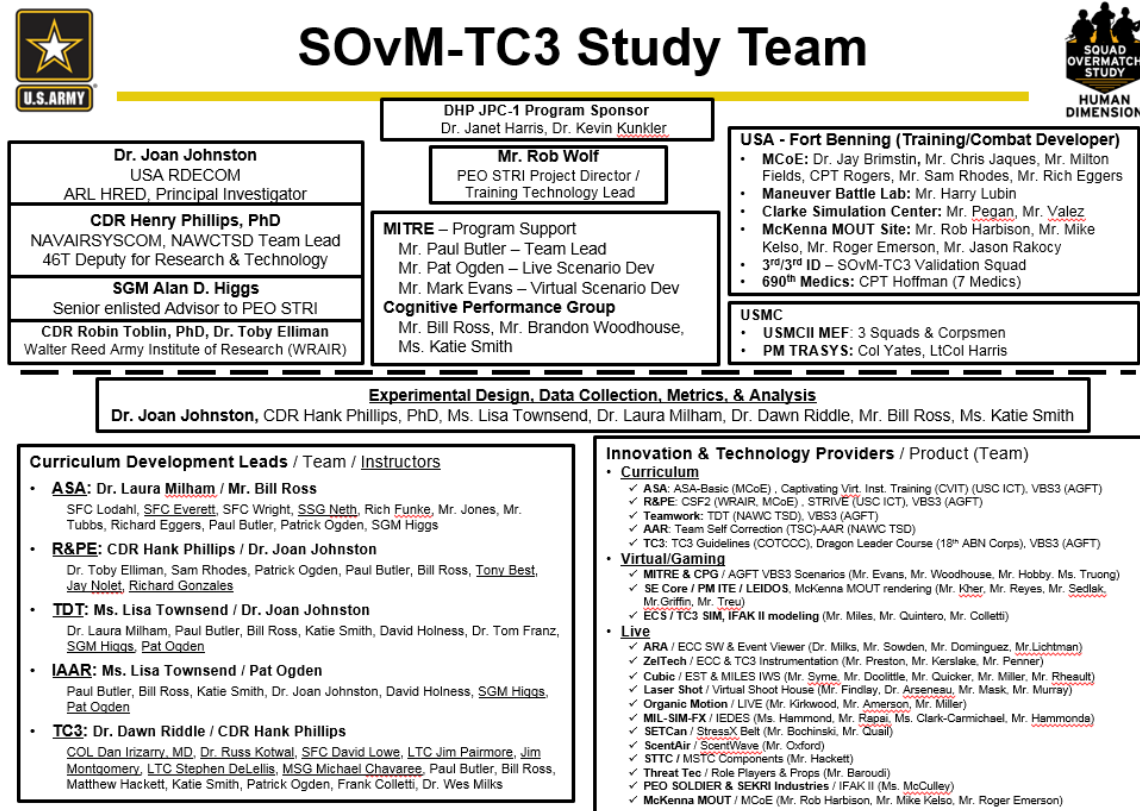 SOvM-TC3 Study Team
U.S.ARMY
SQUAD
OVERMATCH
STUDY
HUMAN
DIMENSION
DHP JPC-1 Program Sponsor
Dr. Janet Harris, Dr. Kevin Kunkler
Mr. Rob Wolf
PEO STRI Project Director /
Training Technology Lead
Dr. Joan Johnston
USA RDECOM
ARL HRED, Principal Investigator
CDR Henry Phillips, PhD
NAVAIRSYSCOM, NAWCTSD Team Lead
46T Deputy for Research & Technology
SGM Alan D. Higgs
Senior enlisted Advisor to PEO STRI
CDR Robin Toblin, PhD, Dr. Toby Elliman
Walter Reed Army Institute of Research (WRAIR)
MITRE – Program Support
Mr. Paul Butler – Team Lead
Mr. Pat Ogden – Live Scenario Dev
Mr. Mark Evans – Virtual Scenario Dev
Cognitive Performance Group
Mr. Bill Ross, Mr. Brandon Woodhouse,
Ms. Katie Smith
USA - Fort Benning (Training/Combat Developer)
• MCoE: Dr. Jay Brimstin, Mr. Chris Jaques, Mr. Milton
Fields, CPT Rogers, Mr. Sam Rhodes, Mr. Rich Eggers
• Maneuver Battle Lab: Mr. Harry Lubin
• Clarke Simulation Center: Mr. Pegan, Mr. Valez
• McKenna MOUT Site: Mr. Rob Harbison, Mr. Mike
Kelso, Mr. Roger Emerson, Mr. Jason Rakocy
• 3rd/3rd ID – SOvM-TC3 Validation Squad
• 690th Medics: CPT Hoffman (7 Medics)
USMC
• USMCII MEF: 3 Squads & Corpsmen
• PM TRASYS: Col Yates, LtCol Harris
Experimental Design, Data Collection, Metrics, & Analysis
Dr. Joan Johnston, CDR Hank Phillips, PhD, Ms. Lisa Townsend, Dr. Laura Milham, Dr. Dawn Riddle, Mr. Bill Ross, Ms. Katie Smith
Curriculum Development Leads / Team / Instructors
• ASA: Dr. Laura Milham / Mr. Bill Ross
SFC Lodahl, SFC Everett, SFC Wright, SSG Neth, Rich Funke, Mr. Jones, Mr.
Tubbs, Richard Eggers, Paul Butler, Patrick Ogden, SGM Higgs
• R&PE: CDR Hank Phillips / Dr. Joan Johnston
Dr. Toby Elliman, Sam Rhodes, Patrick Ogden, Paul Butler, Bill Ross, Tony Best,
Jay Nolet, Richard Gonzales
• TDT: Ms. Lisa Townsend / Dr. Joan Johnston
Dr. Laura Milham, Paul Butler, Bill Ross, Katie Smith, David Holness, Dr. Tom Franz,
SGM Higgs, Pat Ogden
• IAAR: Ms. Lisa Townsend / Pat Ogden
Paul Butler, Bill Ross, Katie Smith, Dr. Joan Johnston, David Holness, SGM Higgs,
Pat Ogden
• TC3: Dr. Dawn Riddle / CDR Hank Phillips
COL Dan Irizarry, MD, Dr. Russ Kotwal, SFC David Lowe, LTC Jim Pairmore, Jim
Montgomery, LTC Stephen DeLellis, MSG Michael Chavaree, Paul Butler, Bill Ross,
Matthew Hackett, Katie Smith, Patrick Ogden, Frank Colletti, Dr. Wes Milks
Innovation & Technology Providers / Product (Team)
• Curriculum
✓ ASA: ASA-Basic (MCoE) , Captivating Virt. Inst. Training (CVIT) (USC ICT), VBS3 (AGFT)
✓ R&PE: CSF2 (WRAIR, MCoE) , STRIVE (USC ICT), VBS3 (AGFT)
✓ Teamwork: TDT (NAWC TSD), VBS3 (AGFT)
✓ AAR: Team Self Correction (TSC)-AAR (NAWC TSD)
✓ TC3: TC3 Guidelines (COTCCC), Dragon Leader Course (18th ABN Corps), VBS3 (AGFT)
• Virtual/Gaming
✓ MITRE & CPG / AGFT VBS3 Scenarios (Mr. Evans, Mr. Woodhouse, Mr. Hobby. Ms. Truong)
✓ SE Core / PM ITE / LEIDOS, McKenna MOUT rendering (Mr. Kher, Mr. Reyes, Mr. Sedlak,
Mr.Griffin, Mr. Treu)
✓ ECS / TC3 SIM, IFAK II modeling (Mr. Miles, Mr. Quintero, Mr. Colletti)
• Live
✓ ARA / ECC SW & Event Viewer (Dr. Milks, Mr. Sowden, Mr. Dominguez, Mr.Lichtman)
✓ ZelTech / ECC & TC3 Instrumentation (Mr. Preston, Mr. Kerslake, Mr. Penner)
✓ Cubic / EST & MILES IWS (Mr. Syme, Mr. Doolittle, Mr. Quicker, Mr. Miller, Mr. Rheault)
✓ Laser Shot / Virtual Shoot House (Mr. Findlay, Dr. Arseneau, Mr. Mask, Mr. Murray)
✓ Organic Motion / LIVE (Mr. Kirkwood, Mr. Amerson, Mr. Miller)
✓ MIL-SIM-FX / IEDES (Ms. Hammond, Mr. Rapai, Ms. Clark-Carmichael, Mr. Hammonda)
✓ SETCan / StressX Belt (Mr. Bochinski, Mr. Quail)
✓ ScentAir / ScentWave (Mr. Oxford)
✓ STTC / MSTC Components (Mr. Hackett)
✓ Threat Tec / Role Players & Props (Mr. Baroudi)
✓ PEO SOLDIER & SEKRI Industries / IFAK II (Ms. McCulley)
✓ McKenna MOUT / MCoE (Mr. Rob Harbison, Mr. Mike Kelso, Mr. Roger Emerson)